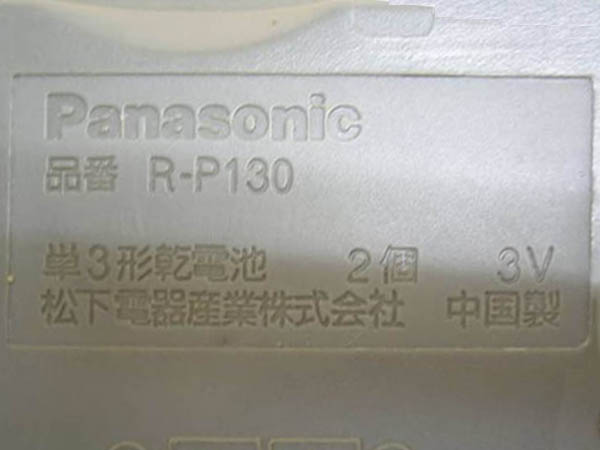 Panasonic
品番 R-P130
単3形乾電池 2個 3V
松下電器産業株式会社 中国製